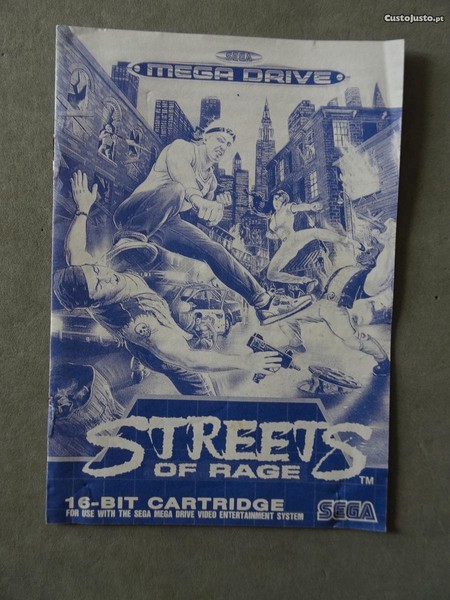 CustoJusto.pt
SEGA
MEGA DRIVE
STREETS
OF RAGE
TM
16-BIT CARTRIDGE
FOR USE WITH THE SEGA MEGA DRIVE VIDEO ENTERTAINMENT SYSTEM
SEGA